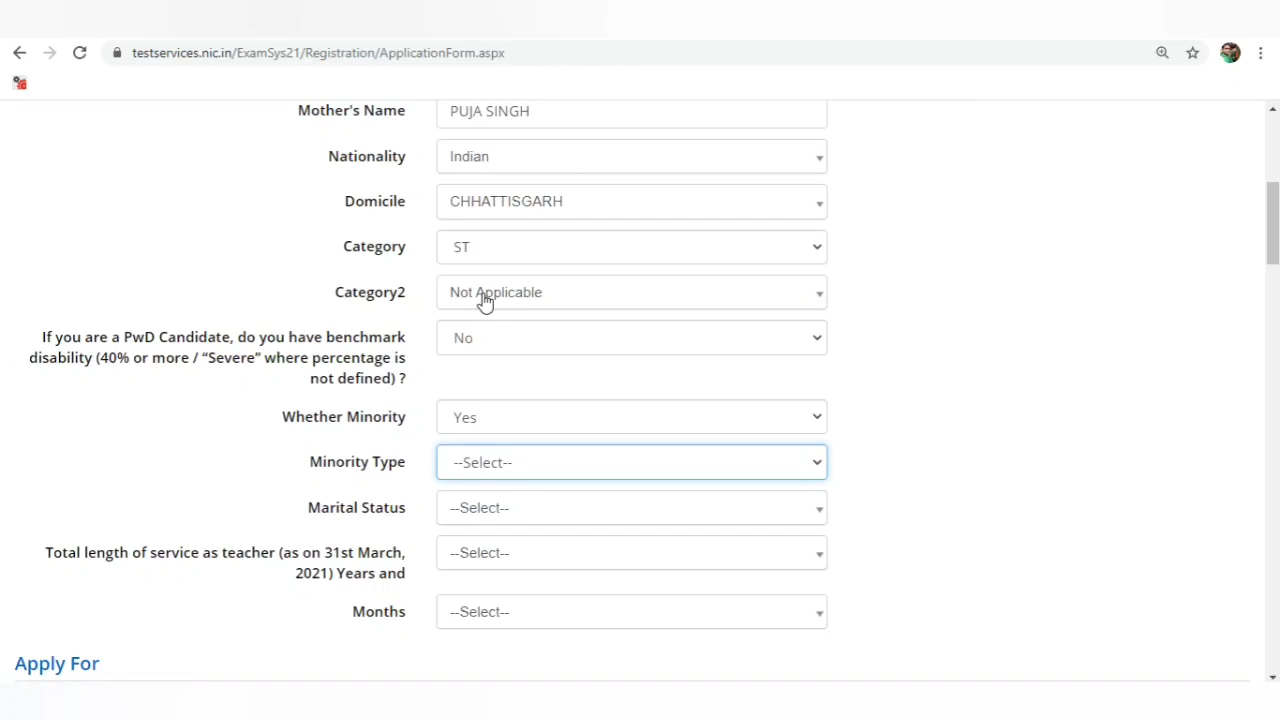 testservices.nic.in/ExamSys21/Registration/ApplicationForm.aspx
Mother's Name PUJA SINGH
Nationality Indian
Domicile CHHATTISGARH
Category ST
Category2 Not Applicable
If you are a PwD Candidate, do you have benchmark No
disability (40% or more / “Severe” where percentage is
not defined) ?
Whether Minority Yes
Minority Type --Select--
Marital Status --Select--
Total length of service as teacher (as on 31st March, --Select--
2021) Years and
Months --Select--
Apply For